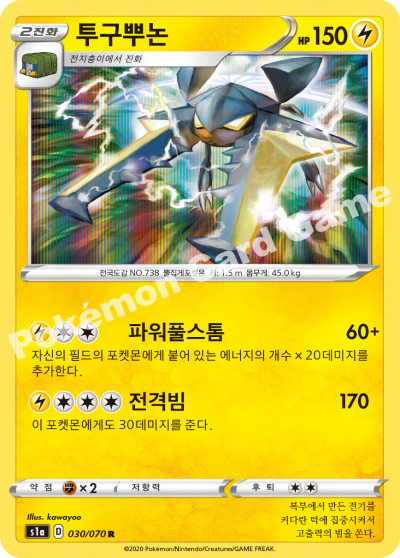 2진화
투구뿌논
HP 150
전지충이에서 진화
전국도감 NO.738 뿔집게포켓몬 키: 1.5 m 몸무게: 45.0 kg
파워풀스톰 60+
자신의 필드의 포켓몬에게 붙어 있는 에너지의 개수 × 20데미지를
추가한다.
전격빔 170
이 포켓몬에게도 30데미지를 준다.
약점 ×2 저항력 후퇴
Illus. kawayoo
s1a D 030/070 R
복부에서 만든 전기를
커다란 턱에 집중시켜서
고출력의 빔을 쏜다.
©2020 Pokémon/Nintendo/Creatures/GAME FREAK.
Pokémon Card Game